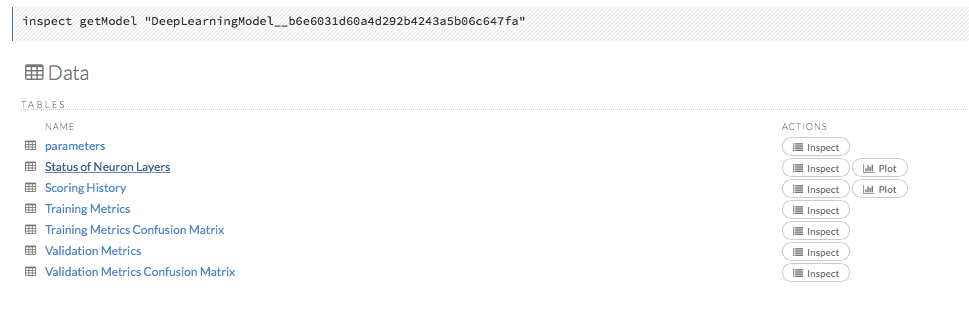 inspect getModel "DeepLearningModel__b6e6031d60a4d292b4243a5b06c647fa"
Data
TABLES
NAME ACTIONS
parameters Inspect
Status of Neuron Layers Inspect Plot
Scoring History Inspect Plot
Training Metrics Inspect
Training Metrics Confusion Matrix Inspect
Validation Metrics Inspect
Validation Metrics Confusion Matrix Inspect